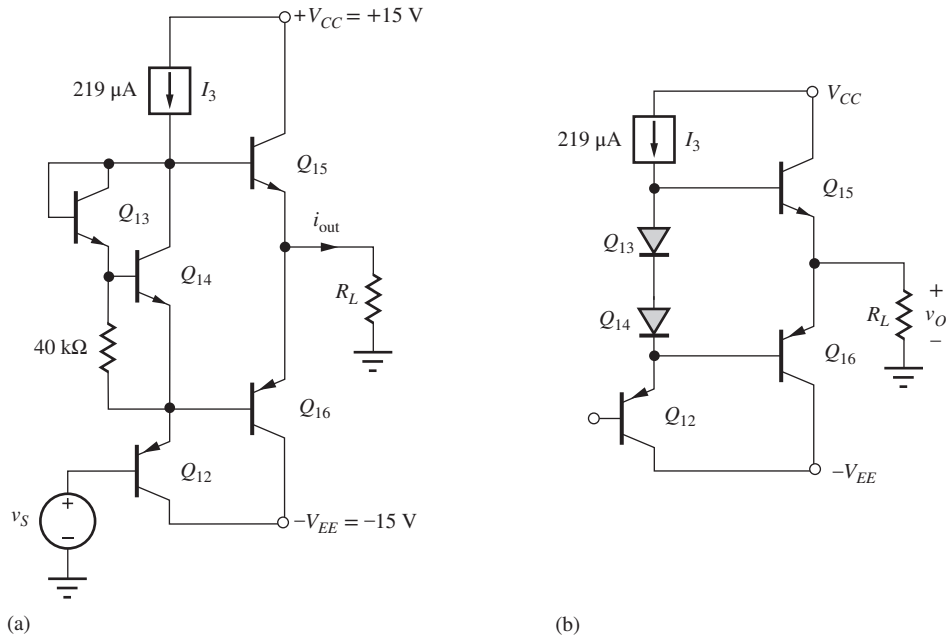 +V_CC = +15 V
219 µA
I_3
Q_15
Q_13
i_out
Q_14
R_L
40 kΩ
Q_16
Q_12
v_S
+
−
−V_EE = −15 V
(a)
V_CC
219 µA
I_3
Q_15
Q_13
Q_14
R_L
+
v_O
−
Q_16
Q_12
−V_EE
(b)